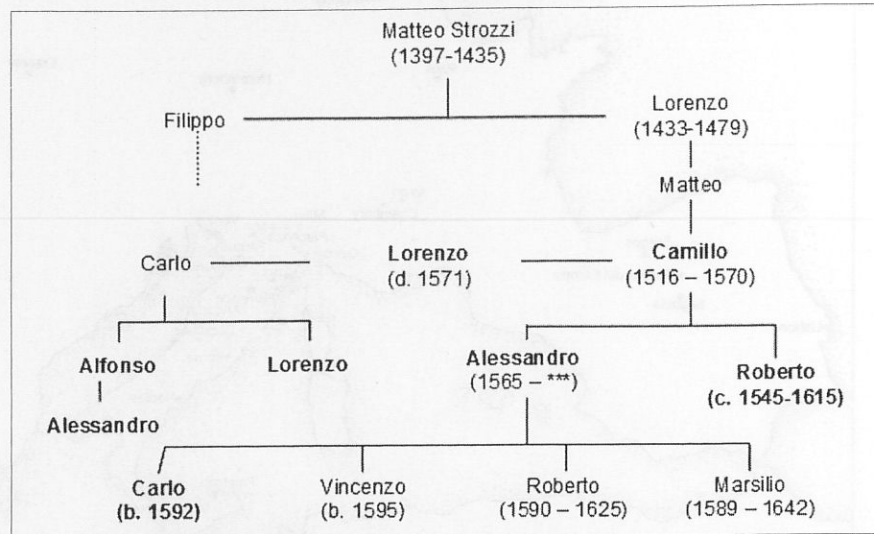 Matteo Strozzi
(1397-1435)
Filippo
Lorenzo
(1433-1479)
Matteo
Carlo
Lorenzo
(d. 1571)
Camillo
(1516 – 1570)
Alfonso
Lorenzo
Alessandro
(1565 – ***)
Roberto
(c. 1545-1615)
Alessandro
Carlo
(b. 1592)
Vincenzo
(b. 1595)
Roberto
(1590 – 1625)
Marsilio
(1589 – 1642)